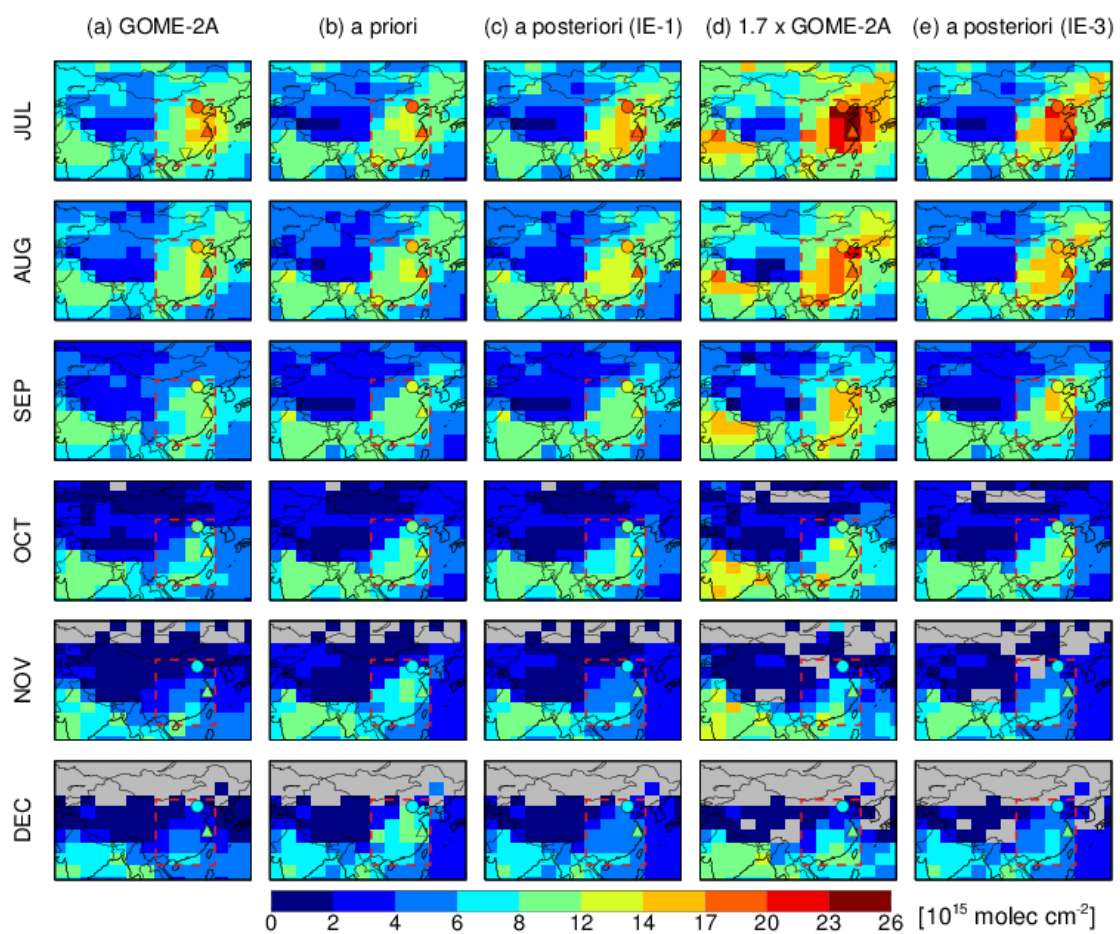 (a) GOME-2A (b) a priori (c) a posteriori (IE-1) (d) 1.7 x GOME-2A (e) a posteriori (IE-3)
JUL
AUG
SEP
OCT
NOV
DEC
0 2 4 6 8 12 14 17 20 23 26 [10¹⁵ molec cm⁻²]